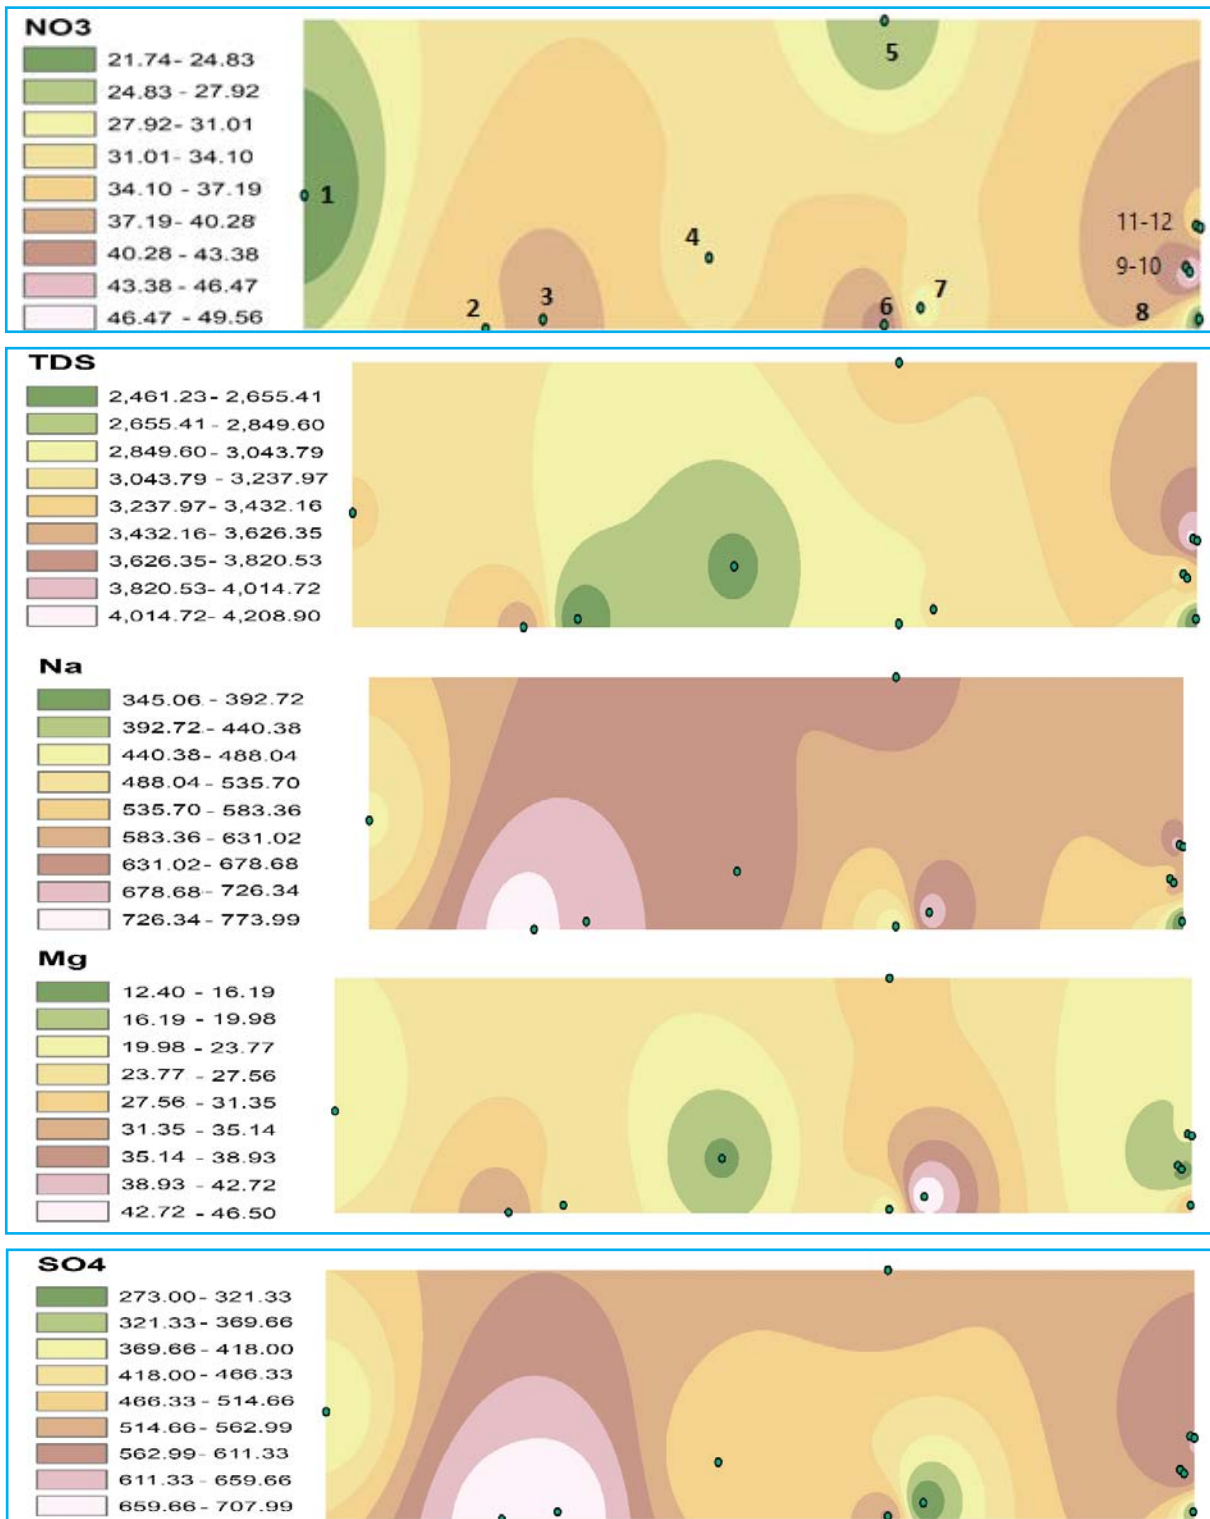 NO3
21.74- 24.83
24.83 - 27.92
27.92- 31.01
31.01- 34.10
34.10 - 37.19
37.19- 40.28
40.28 - 43.38
43.38 - 46.47
46.47 - 49.56
1
2
3
4
5
6
7
11-12
9-10
8
TDS
2,461.23- 2,655.41
2,655.41- 2,849.60
2,849.60- 3,043.79
3,043.79 - 3,237.97
3,237.97- 3,432.16
3,432.16- 3,626.35
3,626.35- 3,820.53
3,820.53- 4,014.72
4,014.72- 4,208.90
Na
345.06 - 392.72
392.72- 440.38
440.38- 488.04
488.04- 535.70
535.70 - 583.36
583.36 - 631.02
631.02- 678.68
678.68- 726.34
726.34 - 773.99
Mg
12.40 - 16.19
16.19 - 19.98
19.98 - 23.77
23.77 - 27.56
27.56 - 31.35
31.35 - 35.14
35.14 - 38.93
38.93 - 42.72
42.72 - 46.50
SO4
273.00- 321.33
321.33- 369.66
369.66 - 418.00
418.00- 466.33
466.33 - 514.66
514.66- 562.99
562.99- 611.33
611.33 - 659.66
659.66 - 707.99